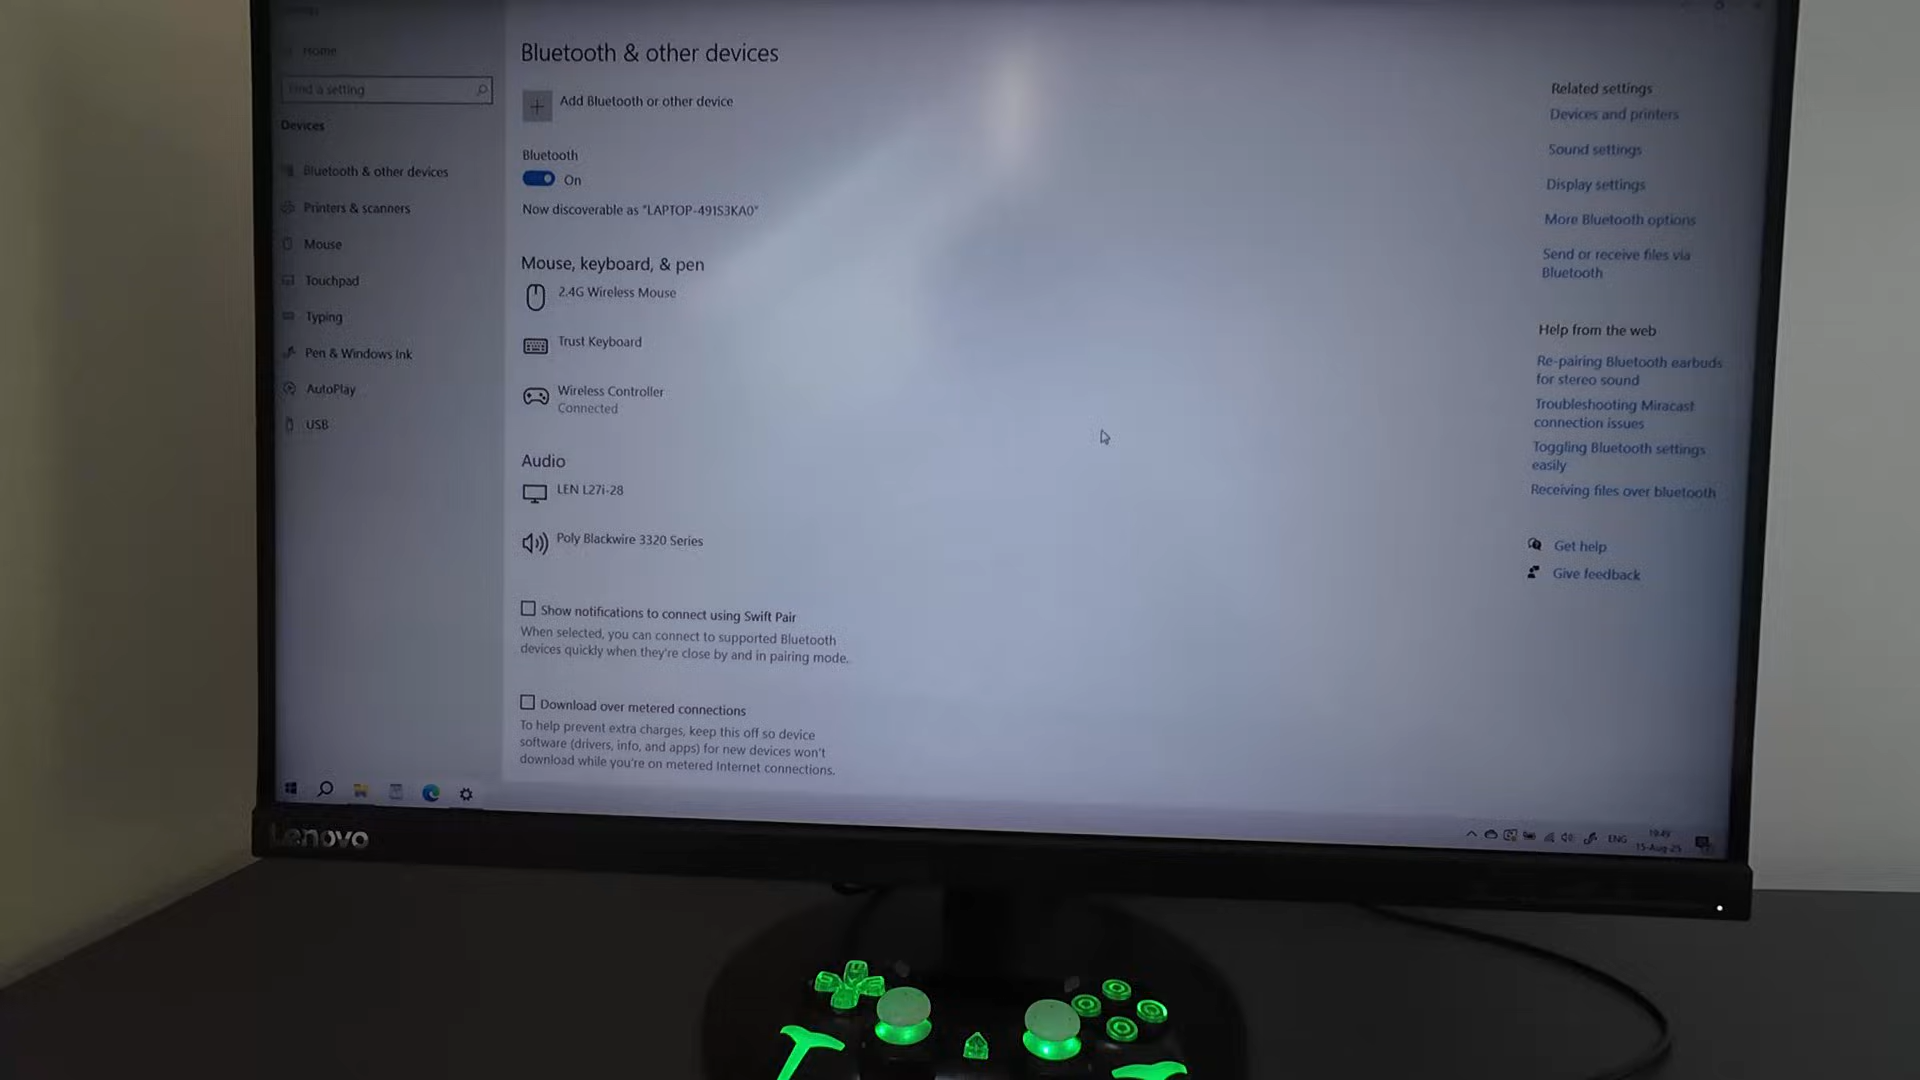 Home
Find a setting
Devices
Bluetooth & other devices
Printers & scanners
Mouse
Touchpad
Typing
Pen & Windows Ink
AutoPlay
USB
Bluetooth & other devices
Add Bluetooth or other device
Bluetooth
On
Now discoverable as "LAPTOP-491S3KA0"
Mouse, keyboard, & pen
2.4G Wireless Mouse
Trust Keyboard
Wireless Controller
Connected
Audio
LEN L27i-28
Poly Blackwire 3320 Series
Show notifications to connect using Swift Pair
When selected, you can connect to supported Bluetooth
devices quickly when they're close by and in pairing mode.
Download over metered connections
To help prevent extra charges, keep this off so device
software (drivers, info, and apps) for new devices won't
download while you're on metered Internet connections.
Related settings
Devices and printers
Sound settings
Display settings
More Bluetooth options
Send or receive files via
Bluetooth
Help from the web
Re-pairing Bluetooth earbuds
for stereo sound
Troubleshooting Miracast
connection issues
Toggling Bluetooth settings
easily
Receiving files over bluetooth
Get help
Give feedback
ENG
19:49
15-Aug-25
Lenovo